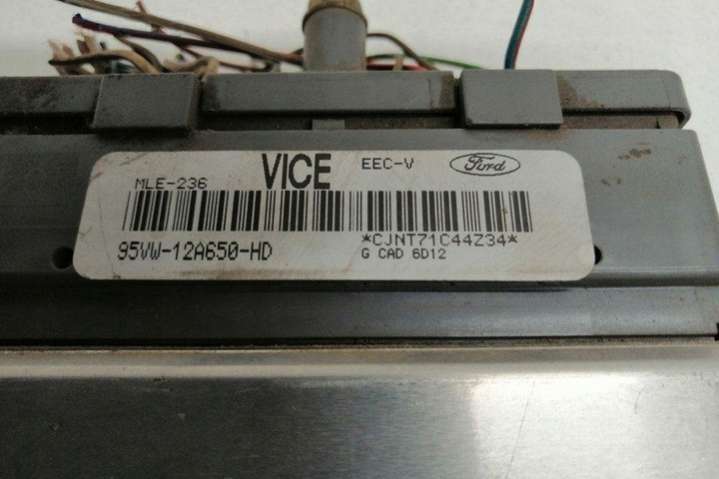 VICE EEC-V Ford
MLE-236
95VW-12A650-HD
*CJNT71C44Z34*
G CAD 6D12